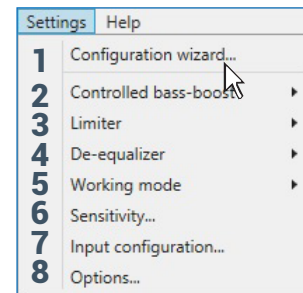 Settings Help
1 Configuration wizard...
2 Controlled bass-boost
3 Limiter
4 De-equalizer
5 Working mode
6 Sensitivity...
7 Input configuration...
8 Options...